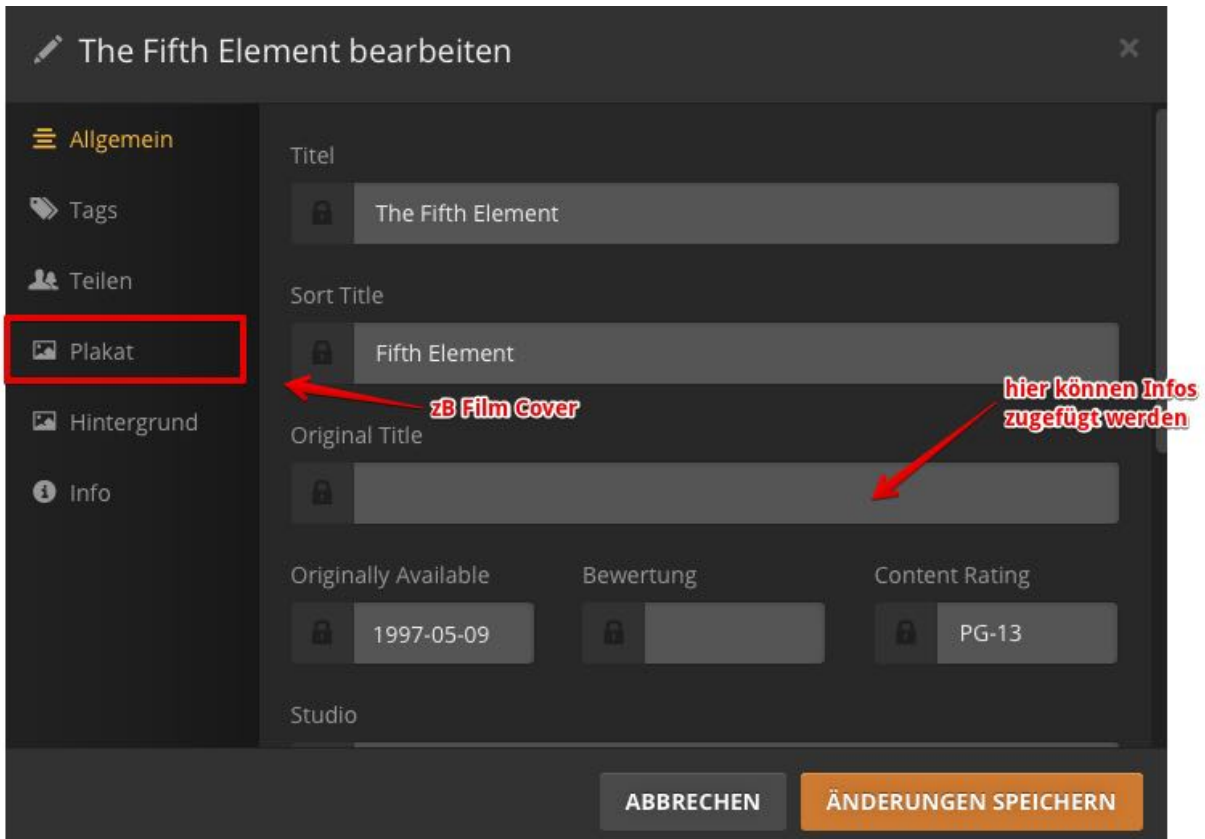 The Fifth Element bearbeiten
Allgemein
Tags
Teilen
Plakat
Hintergrund
Info
Titel
The Fifth Element
Sort Title
Fifth Element
zB Film Cover
hier können Infos
zugefügt werden
Original Title
Originally Available
Bewertung
Content Rating
1997-05-09
PG-13
Studio
ABBRECHEN
ÄNDERUNGEN SPEICHERN